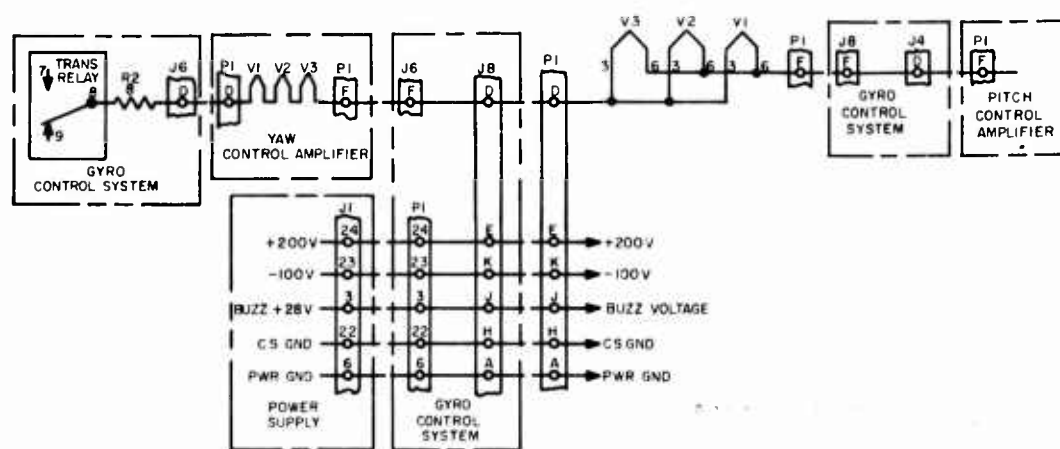 7 TRANS RELAY 8
9
R2
8
J6
D
GYRO CONTROL SYSTEM
P1
D
V1 V2 V3
P1
F
YAW CONTROL AMPLIFIER
J6
F
J8
D
P1
D
V3 V2 V1
3 6 3 6 3 6
P1
F
J8
F
J4
D
GYRO CONTROL SYSTEM
P1
F
PITCH CONTROL AMPLIFIER
J1
P1
+200V 24 24 E E +200V
-100V 23 23 K K -100V
BUZZ +28V 3 3 J J BUZZ VOLTAGE
CS GND 22 22 H H CS GND
PWR GND 6 6 A A PWR GND
POWER SUPPLY
GYRO CONTROL SYSTEM